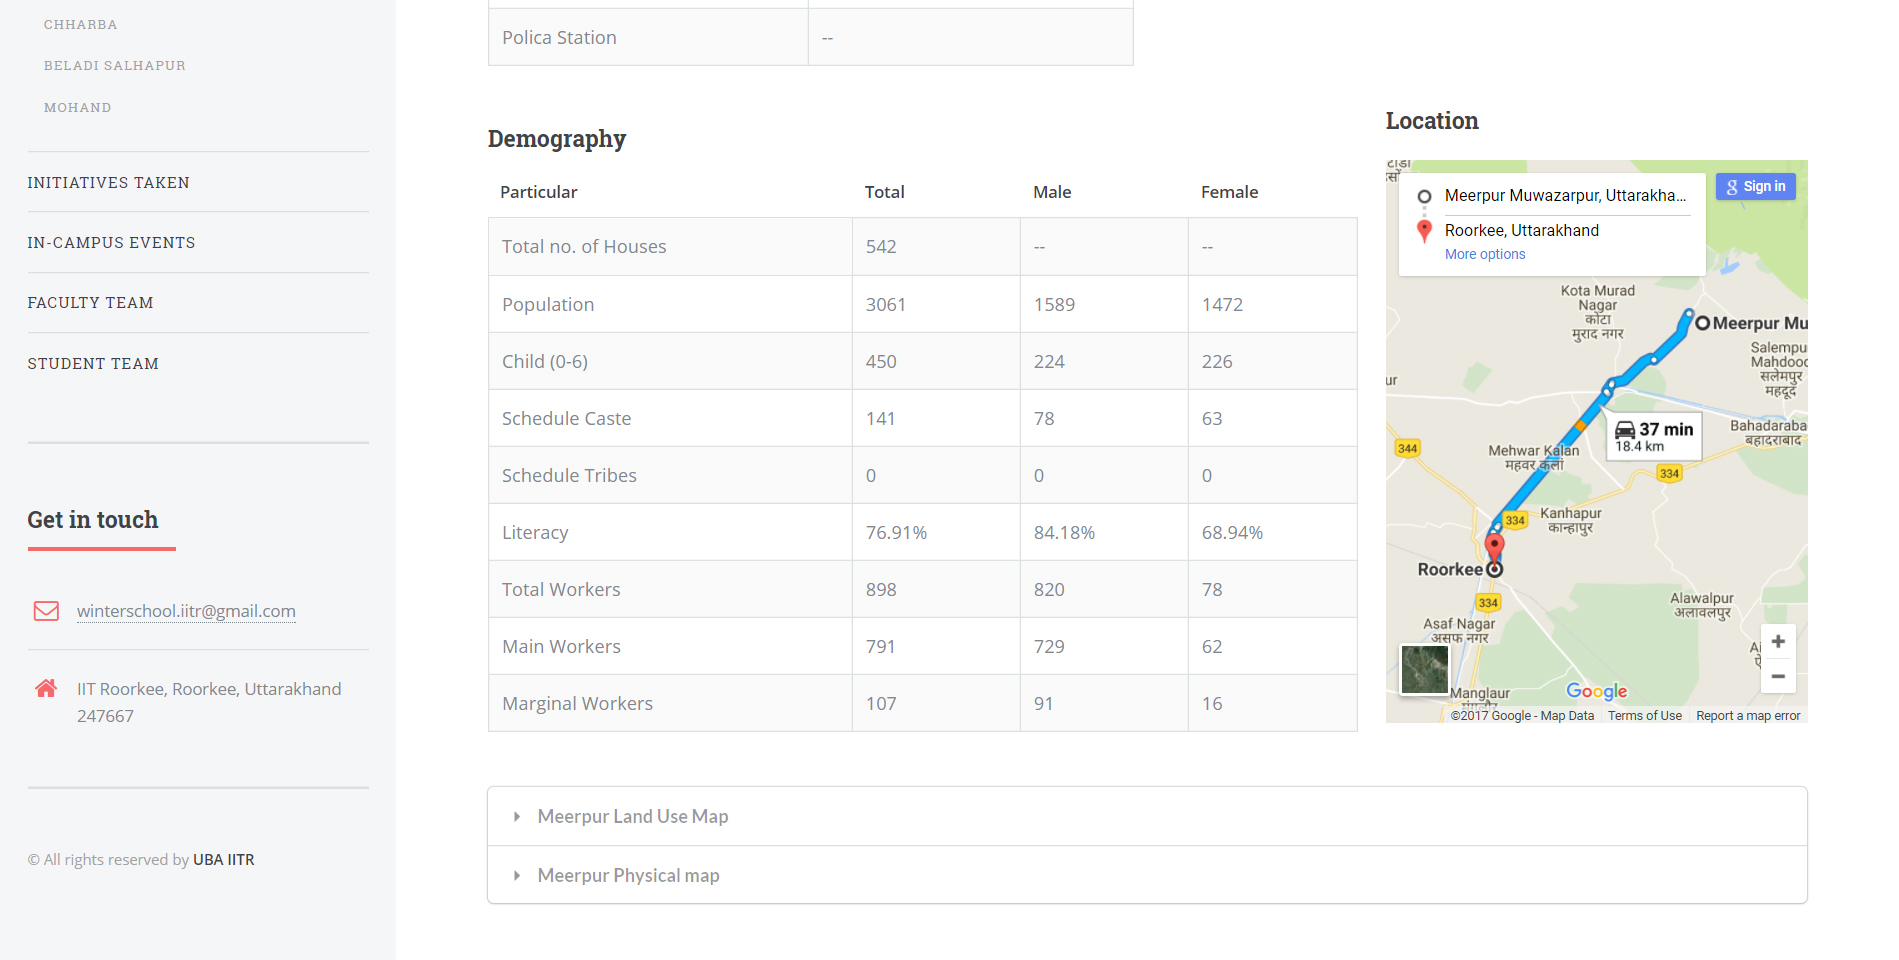 CHHARBA
BELADI SALHAPUR
MOHAND
INITIATIVES TAKEN
IN-CAMPUS EVENTS
FACULTY TEAM
STUDENT TEAM
Get in touch
winterschool.iitr@gmail.com
IIT Roorkee, Roorkee, Uttarakhand
247667
© All rights reserved by UBA IITR
Polica Station --
Demography
Particular Total Male Female
Total no. of Houses 542 -- --
Population 3061 1589 1472
Child (0-6) 450 224 226
Schedule Caste 141 78 63
Schedule Tribes 0 0 0
Literacy 76.91% 84.18% 68.94%
Total Workers 898 820 78
Main Workers 791 729 62
Marginal Workers 107 91 16
Location
Meerpur Muwazarpur, Uttarakha...
Roorkee, Uttarakhand
More options
Sign in
Kota Murad
Nagar
कोटा
मुराद नगर
Meerpur Mu
Salempu
Mahdood
सलेमपुर
महदूद
ur
37 min
18.4 km
Bahadaraba
बहादराबाद
344
Mehwar Kalan
महवर कलां
334
334
Kanhapur
कान्हापुर
Roorkee
334
Alawalpur
अलावलपुर
Asaf Nagar
असफ नगर
Manglaur
Google
©2017 Google - Map Data Terms of Use Report a map error
Meerpur Land Use Map
Meerpur Physical map